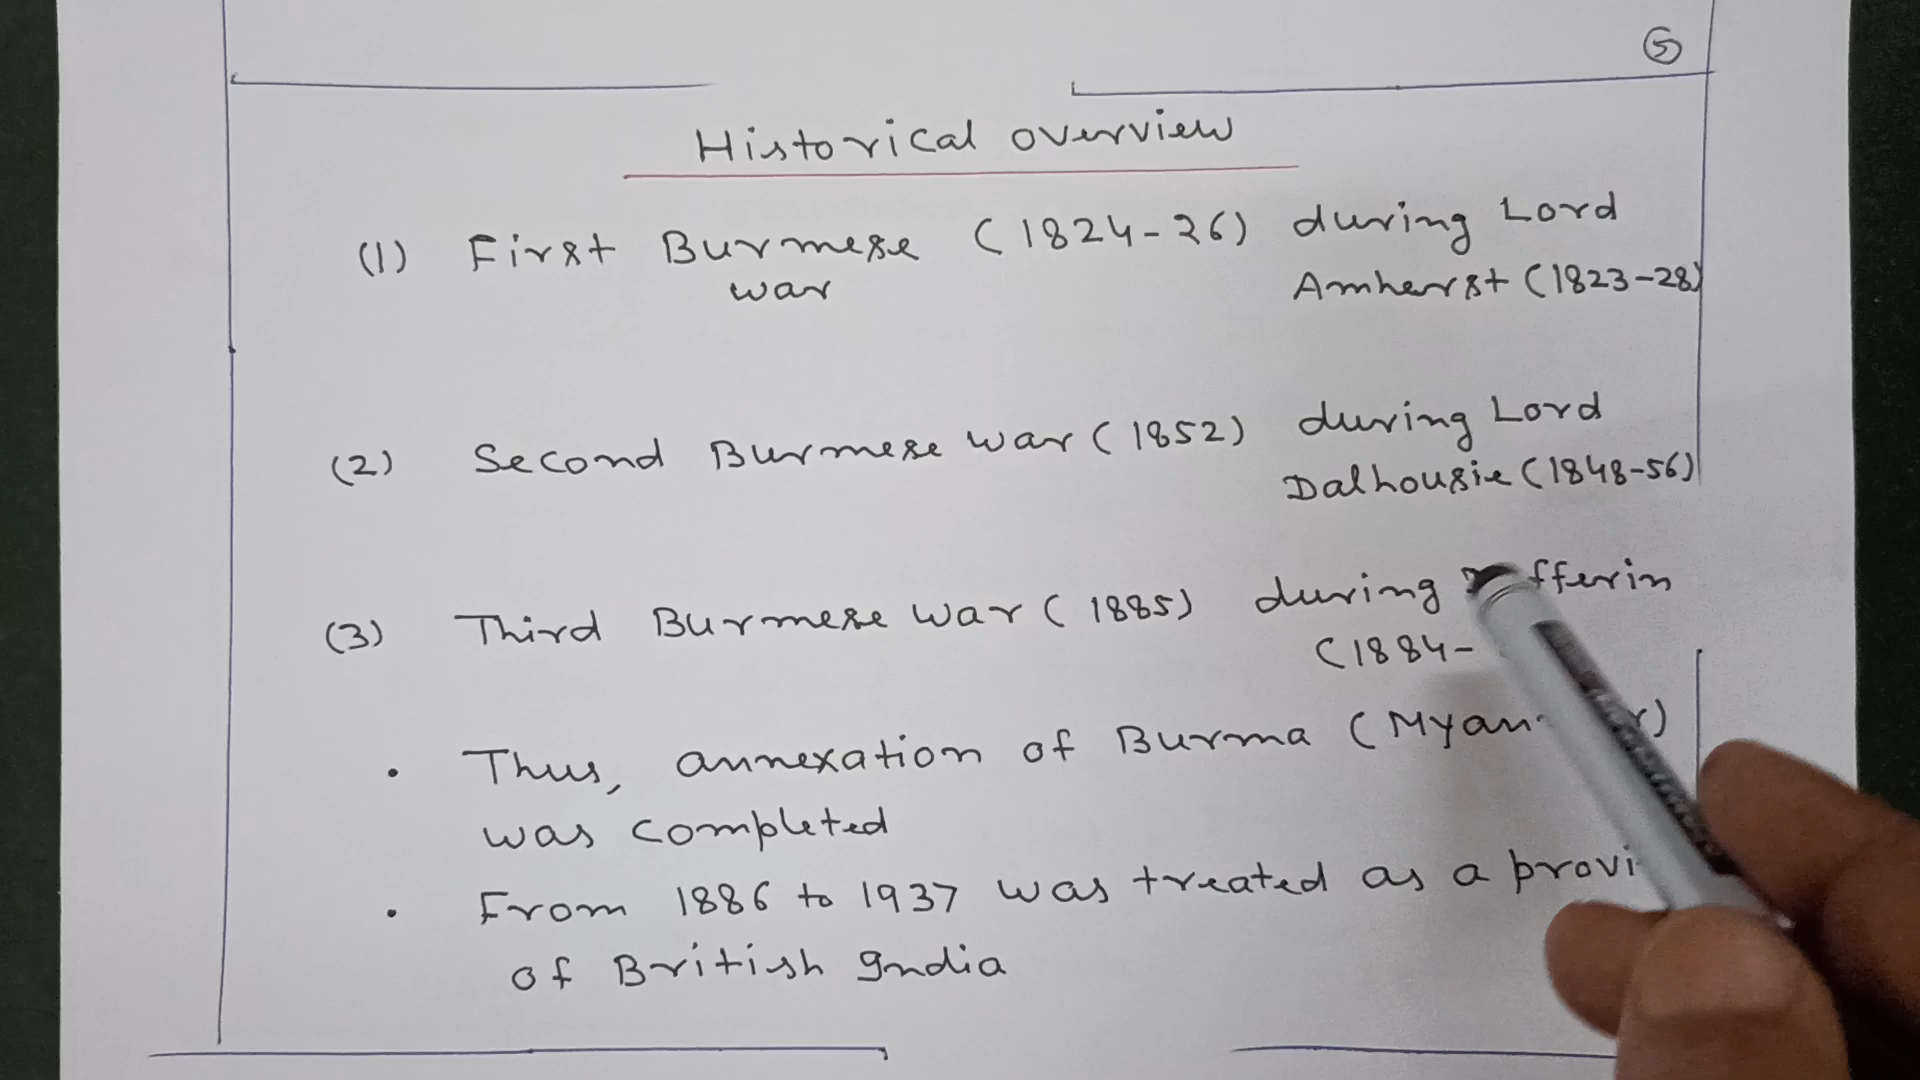 5
Historical overview
(1) First Burmese (1824-26) during Lord
war Amherst (1823-28)
(2) Second Burmese war (1852) during Lord
Dalhousie (1848-56)
(3) Third Burmese war (1885) during
(1884-
• Thus, annexation of Burma (Myanmar)
was completed
• From 1886 to 1937 was treated as a
of British India